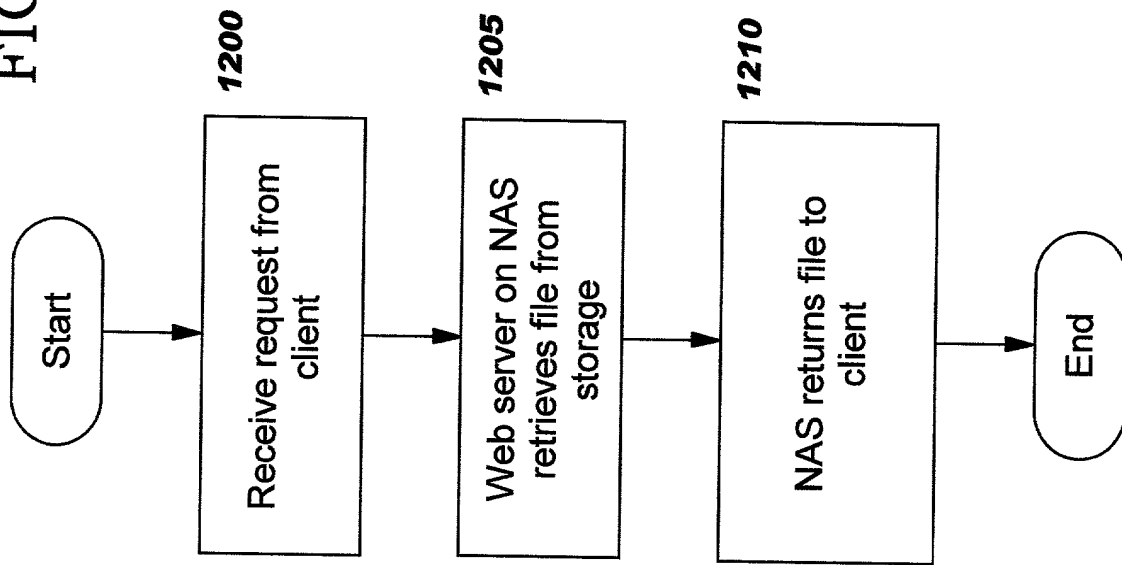 FIG
Start
1200
Receive request from
client
1205
Web server on NAS
retrieves file from
storage
1210
NAS returns file to
client
End